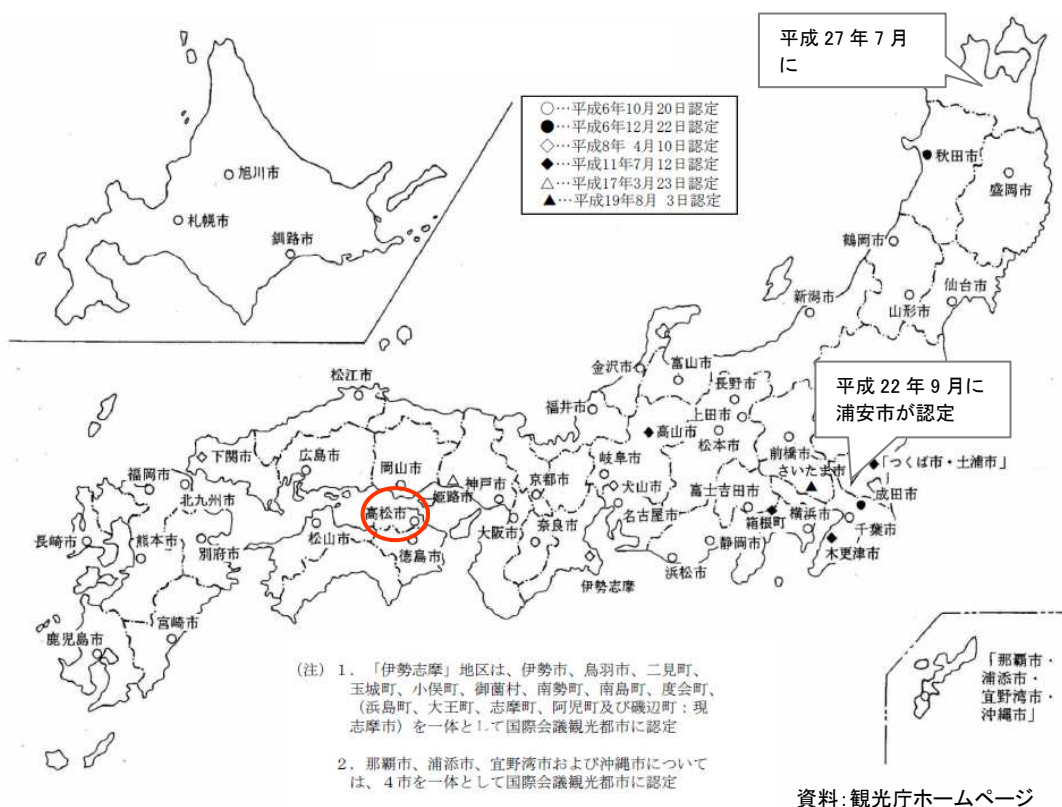 平成 27 年 7 月
に
○…平成6年10月20日認定
●…平成6年12月22日認定
◇…平成8年 4月10日認定
◆…平成11年7月12日認定
△…平成17年3月23日認定
▲…平成19年8月 3日認定
旭川市
札幌市
釧路市
秋田市
盛岡市
鶴岡市
仙台市
山形市
新潟市
金沢市
富山市
長野市
平成 22 年 9 月に
浦安市が認定
松江市
福井市
上田市
高山市
松本市
前橋市
さいたま市
「つくば市・土浦市」
下関市
広島市
岡山市
岐阜市
福岡市
北九州市
神戸市
姫路市
京都市
犬山市
富士吉田市
成田市
高松市
名古屋市
箱根町
横浜市
千葉市
長崎市
熊本市
別府市
松山市
徳島市
大阪市
奈良市
静岡市
木更津市
浜松市
伊勢志摩
宮崎市
鹿児島市
(注) 1.「伊勢志摩」地区は、伊勢市、鳥羽市、二見町、
玉城町、小俣町、御薗村、南勢町、南島町、度会町、
(浜島町、大王町、志摩町、阿児町及び磯辺町:現
志摩市)を一体として国際会議観光都市に認定
2.那覇市、浦添市、宜野湾市および沖縄市について
は、4市を一体として国際会議観光都市に認定
「那覇市・
浦添市・
宜野湾市・
沖縄市」
資料:観光庁ホームページ